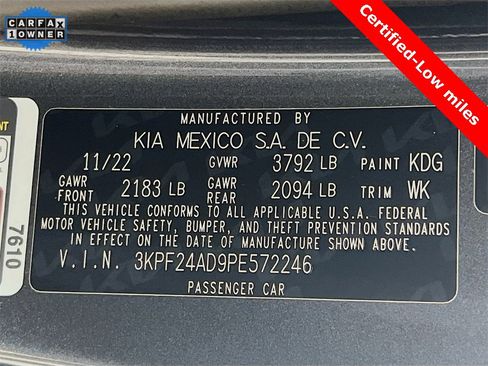 CARFAX
1 OWNER
Certified-Low miles
MANUFACTURED BY
KIA MEXICO S.A. DE C.V.
11/22 GVWR 3792 LB PAINT KDG
GAWR FRONT 2183 LB GAWR REAR 2094 LB TRIM WK
THIS VEHICLE CONFORMS TO ALL APPLICABLE U.S.A. FEDERAL
MOTOR VEHICLE SAFETY, BUMPER, AND THEFT PREVENTION STANDARDS
IN EFFECT ON THE DATE OF MANUFACTURE SHOWN ABOVE.
V.I.N. 3KPF24AD9PE572246
PASSENGER CAR
7610